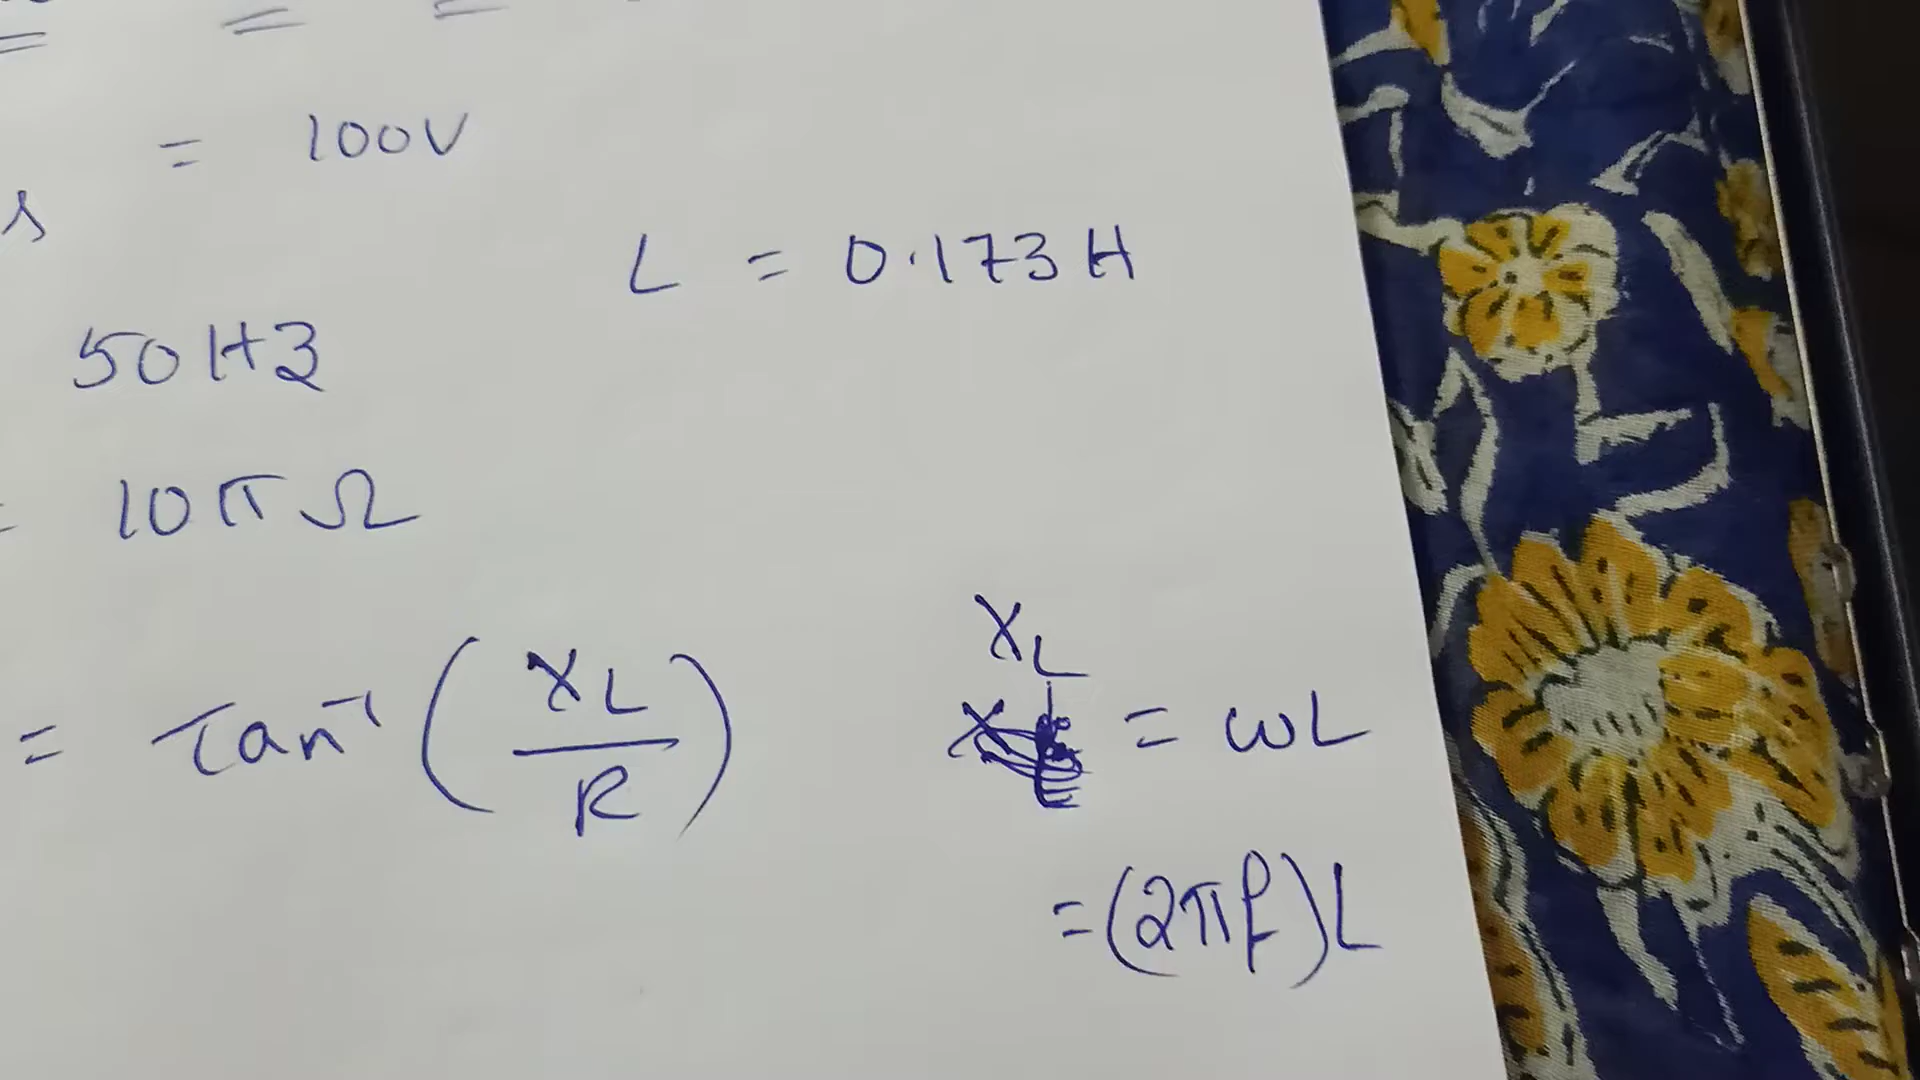 = 100V
s
L = 0.173 H
50 Hz
= 10π Ω
= Tan⁻¹ (XL/R)
XL = ωL
= (2πf)L